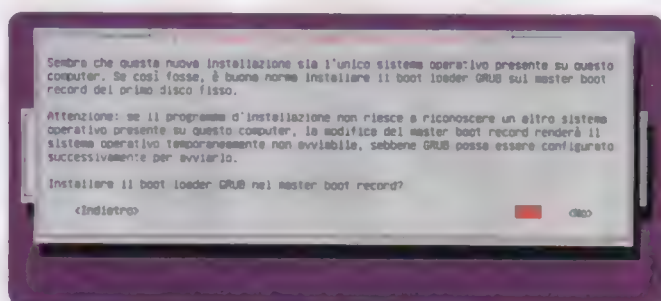 Sembra che questa nuova installazione sia l'unico sistema operativo presente su questo
computer. Se così fosse, è buona norma installare il boot loader GRUB sul master boot
record del primo disco fisso.
Attenzione: se il programma d'installazione non riesce a riconoscere un altro sistema
operativo presente su questo computer, la modifica del master boot record renderà il
sistema operativo temporaneamente non avviabile, sebbene GRUB possa essere configurato
successivamente per avviarlo.
Installare il boot loader GRUB nel master boot record?
<Indietro>
<No>